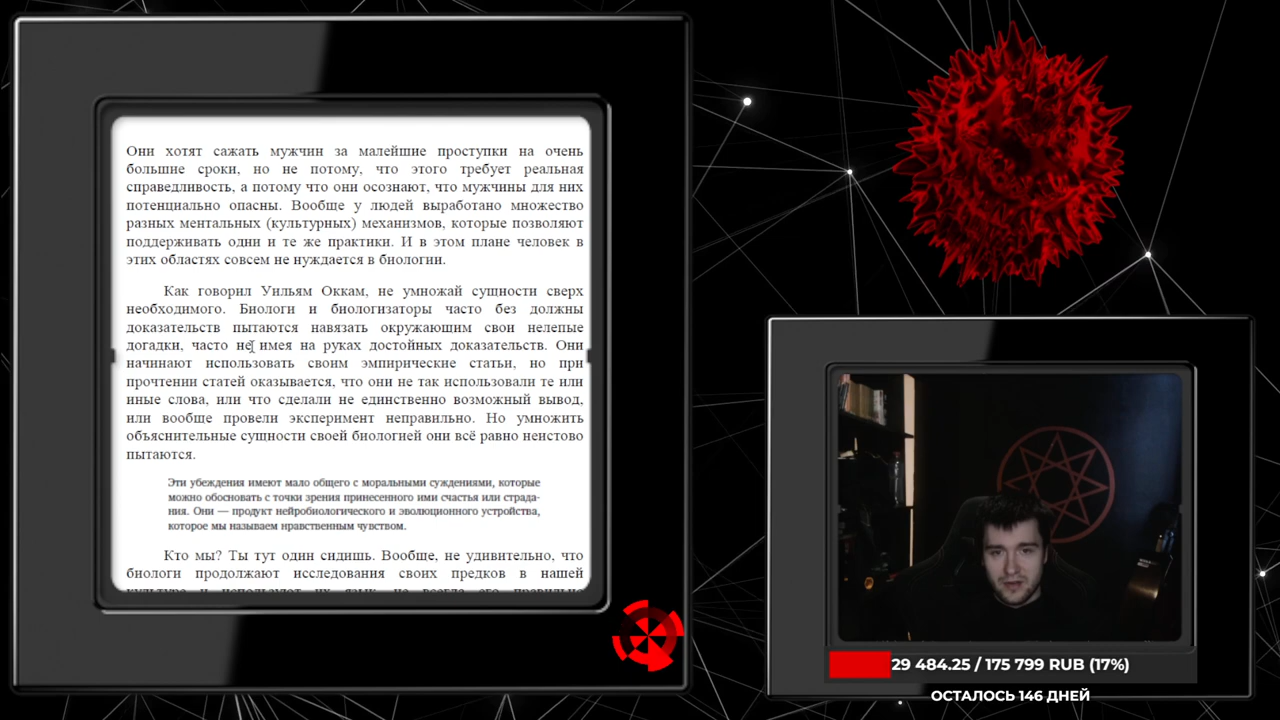 Они хотят сажать мужчин за малейшие проступки на очень
большие сроки, но не потому, что этого требует реальная
справедливость, а потому что они осознают, что мужчины для них
потенциально опасны. Вообще у людей выработано множество
разных ментальных (культурных) механизмов, которые позволяют
поддерживать одни и те же практики. И в этом плане человек в
этих областях совсем не нуждается в биологии.
Как говорил Уильям Оккам, не умножай сущности сверх
необходимого. Биологи и биологизаторы часто без должны
доказательств пытаются навязать окружающим свои нелепые
догадки, часто не имея на руках достойных доказательств. Они
начинают использовать своим эмпирические статьи, но при
прочтении статей оказывается, что они не так использовали те или
иные слова, или что сделали не единственно возможный вывод,
или вообще провели эксперимент неправильно. Но умножить
объяснительные сущности своей биологией они всё равно неистово
пытаются.
Эти убеждения имеют мало общего с моральными суждениями, которые
можно обосновать с точки зрения принесенного ими счастья или страда-
ния. Они — продукт нейробиологического и эволюционного устройства,
которое мы называем нравственным чувством.
Кто мы? Ты тут один сидишь. Вообще, не удивительно, что
биологи продолжают исследования своих предков в нашей
29 484.25 / 175 799 RUB (17%)
ОСТАЛОСЬ 146 ДНЕЙ